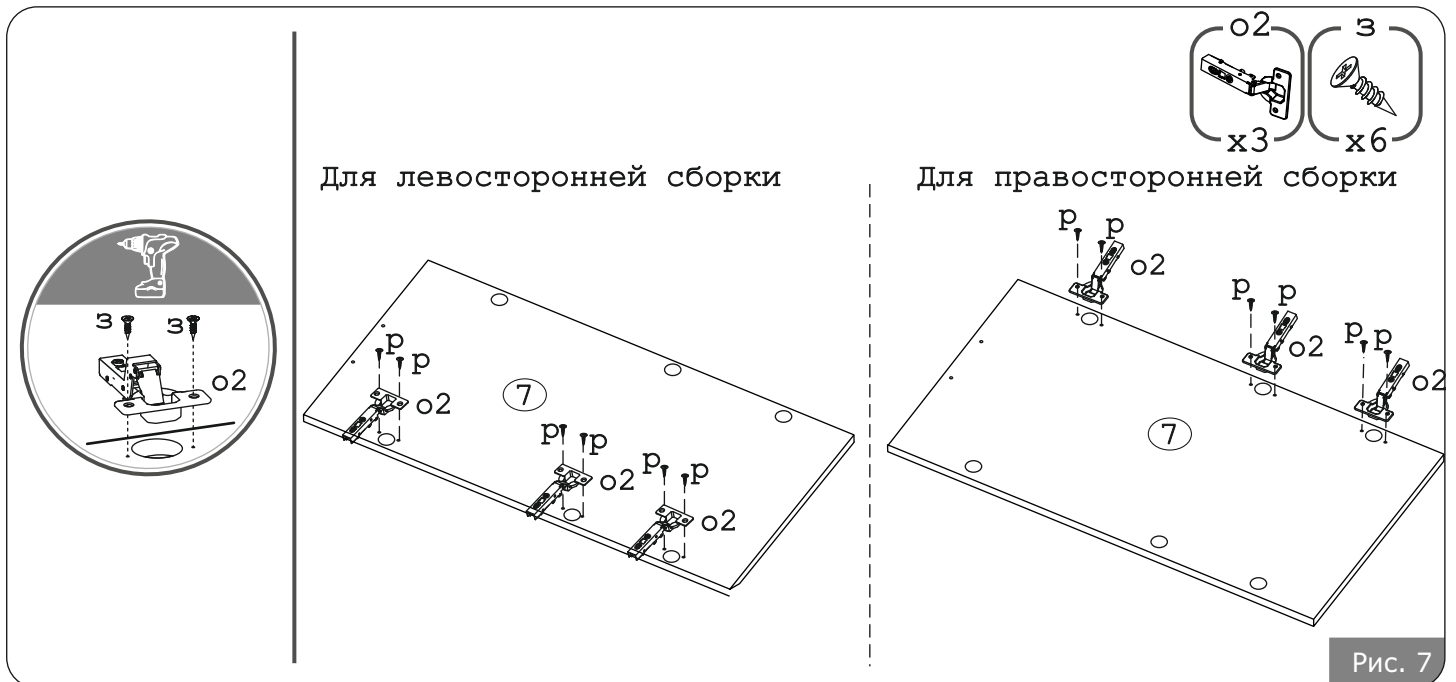 о2 з
x3 x6
Для левосторонней сборки
Для правосторонней сборки
з з
о2
р р
о2
7
р р
о2
р р
о2
р р
о2
р р
о2
р р
о2
7
Рис. 7